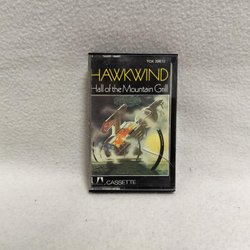 HAWKWIND
Hall of the Mountain Grill
CASSETTE